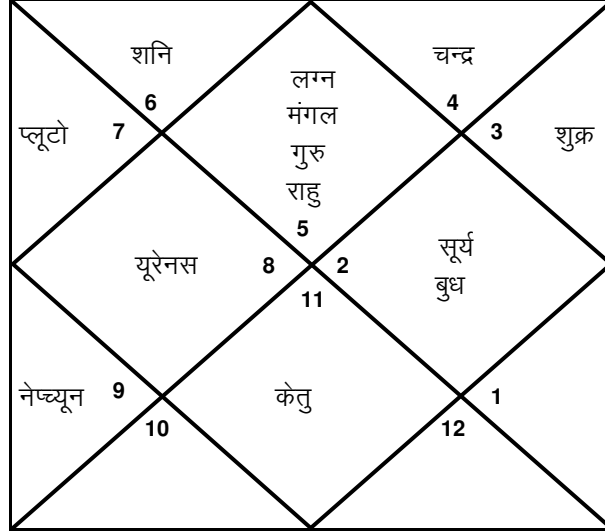 शनि
चन्द्र
लग्न
मंगल
6
4
प्लूटो
7
3
शुक्र
गुरु
राहु
5
यूरेनस
8
2
सूर्य
बुध
11
नेप्च्यून
9
केतु
1
10
12